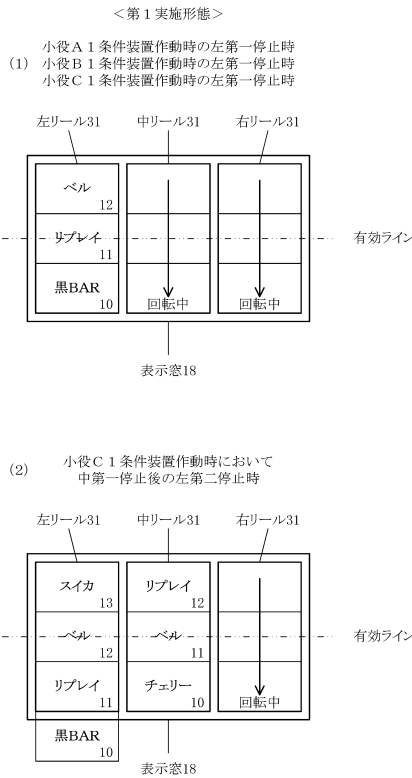 ＜第１実施形態＞
小役Ａ１条件装置作動時の左第一停止時
(1) 小役Ｂ１条件装置作動時の左第一停止時
小役Ｃ１条件装置作動時の左第一停止時
左リール31 中リール31 右リール31
ベル
12
リプレイ 有効ライン
11
黒BAR
10 回転中 回転中
表示窓18
小役Ｃ１条件装置作動時において
(2)
中第一停止後の左第二停止時
左リール31 中リール31 右リール31
スイカ リプレイ
13 12
ベル ベル 有効ライン
12 11
リプレイ チェリー
11 10 回転中
黒BAR
10
表示窓18